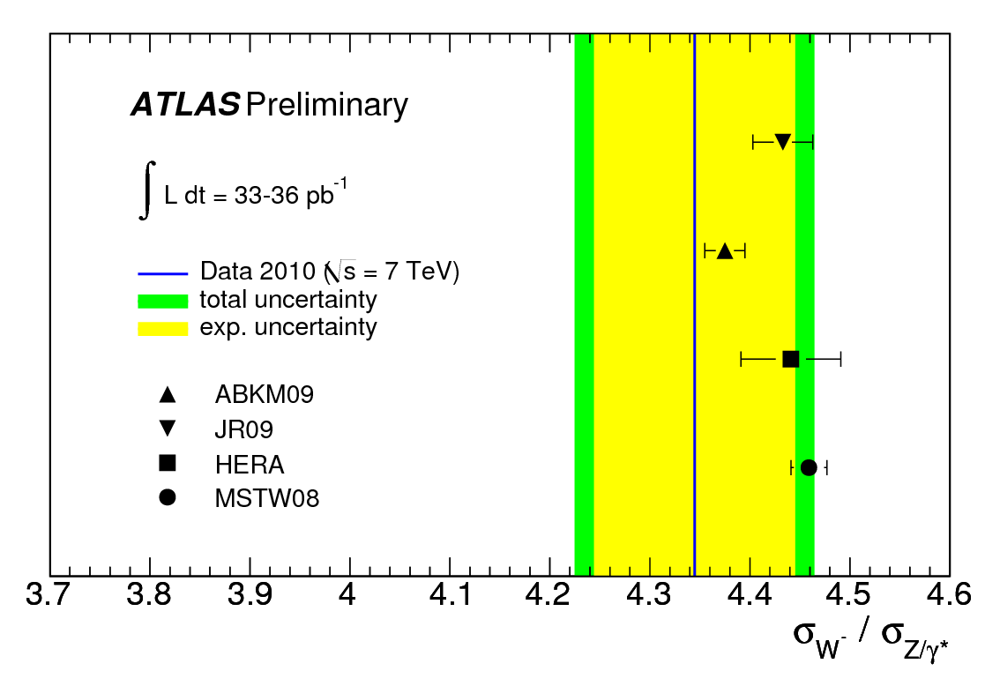 ATLAS Preliminary
∫ L dt = 33-36 pb⁻¹
Data 2010 (√s = 7 TeV)
total uncertainty
exp. uncertainty
ABKM09
JR09
HERA
MSTW08
3.7 3.8 3.9 4 4.1 4.2 4.3 4.4 4.5 4.6
σ_W⁻ / σ_Z/γ*